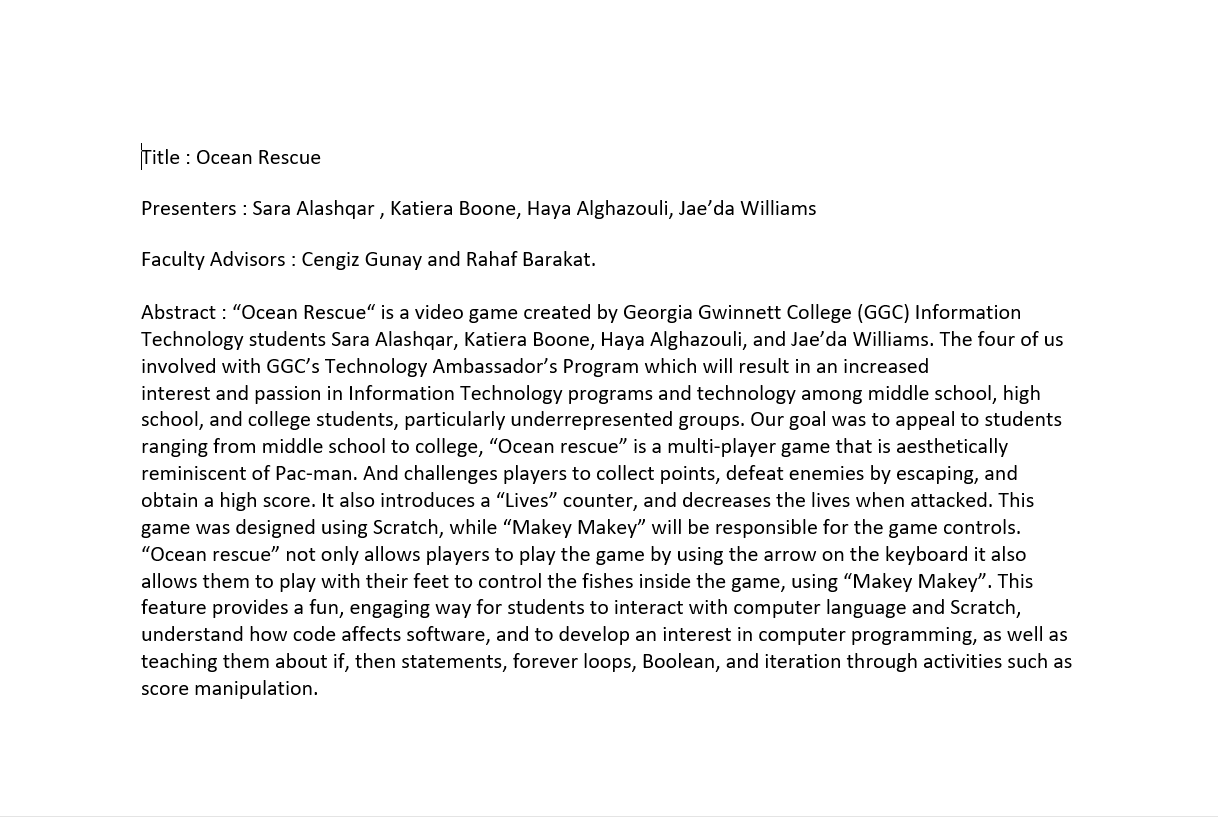 Title : Ocean Rescue
Presenters : Sara Alashqar , Katiera Boone, Haya Alghazouli, Jae’da Williams
Faculty Advisors : Cengiz Gunay and Rahaf Barakat.
Abstract : “Ocean Rescue“ is a video game created by Georgia Gwinnett College (GGC) Information
Technology students Sara Alashqar, Katiera Boone, Haya Alghazouli, and Jae’da Williams. The four of us
involved with GGC’s Technology Ambassador’s Program which will result in an increased
interest and passion in Information Technology programs and technology among middle school, high
school, and college students, particularly underrepresented groups. Our goal was to appeal to students
ranging from middle school to college, “Ocean rescue” is a multi-player game that is aesthetically
reminiscent of Pac-man. And challenges players to collect points, defeat enemies by escaping, and
obtain a high score. It also introduces a “Lives” counter, and decreases the lives when attacked. This
game was designed using Scratch, while “Makey Makey” will be responsible for the game controls.
“Ocean rescue” not only allows players to play the game by using the arrow on the keyboard it also
allows them to play with their feet to control the fishes inside the game, using “Makey Makey”. This
feature provides a fun, engaging way for students to interact with computer language and Scratch,
understand how code affects software, and to develop an interest in computer programming, as well as
teaching them about if, then statements, forever loops, Boolean, and iteration through activities such as
score manipulation.